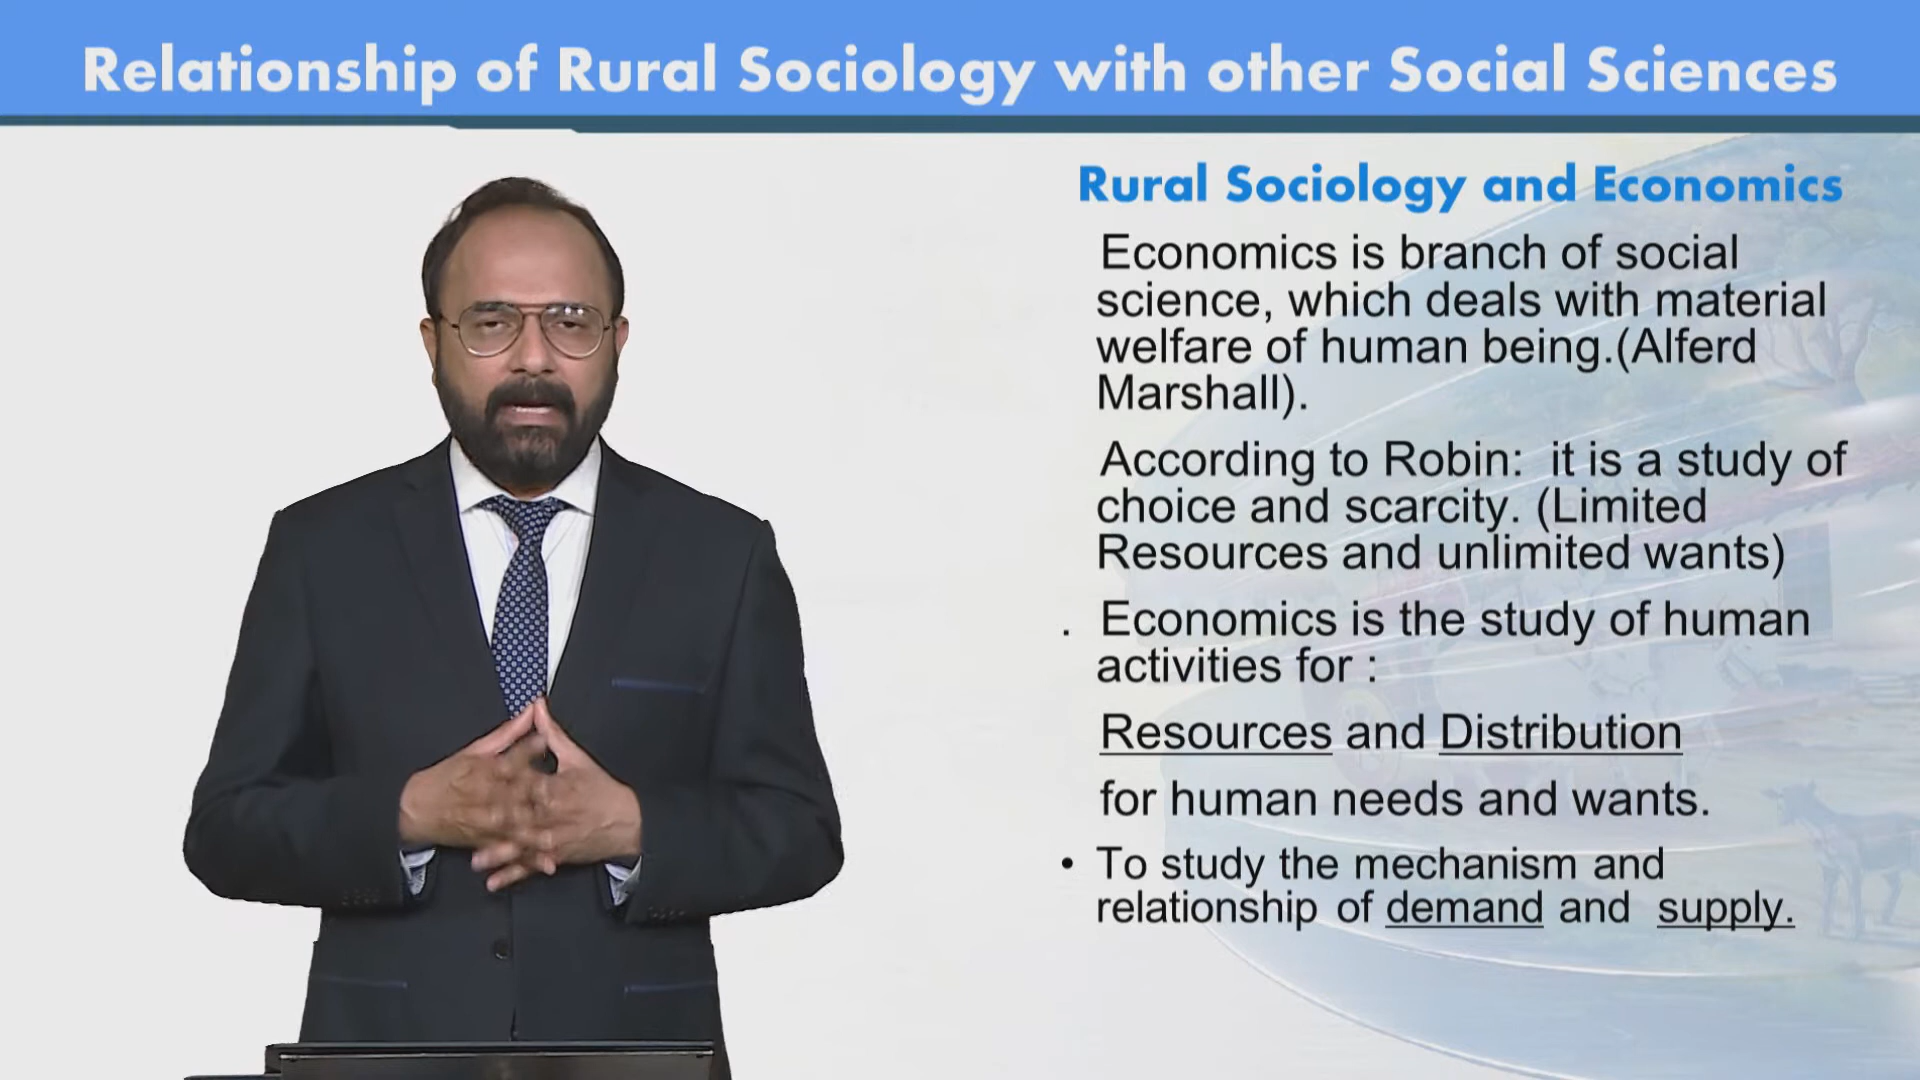 Relationship of Rural Sociology with other Social Sciences
Rural Sociology and Economics
Economics is branch of social
science, which deals with material
welfare of human being.(Alferd
Marshall).
According to Robin: it is a study of
choice and scarcity. (Limited
Resources and unlimited wants)
. Economics is the study of human
activities for :
Resources and Distribution
for human needs and wants.
• To study the mechanism and
relationship of demand and supply.